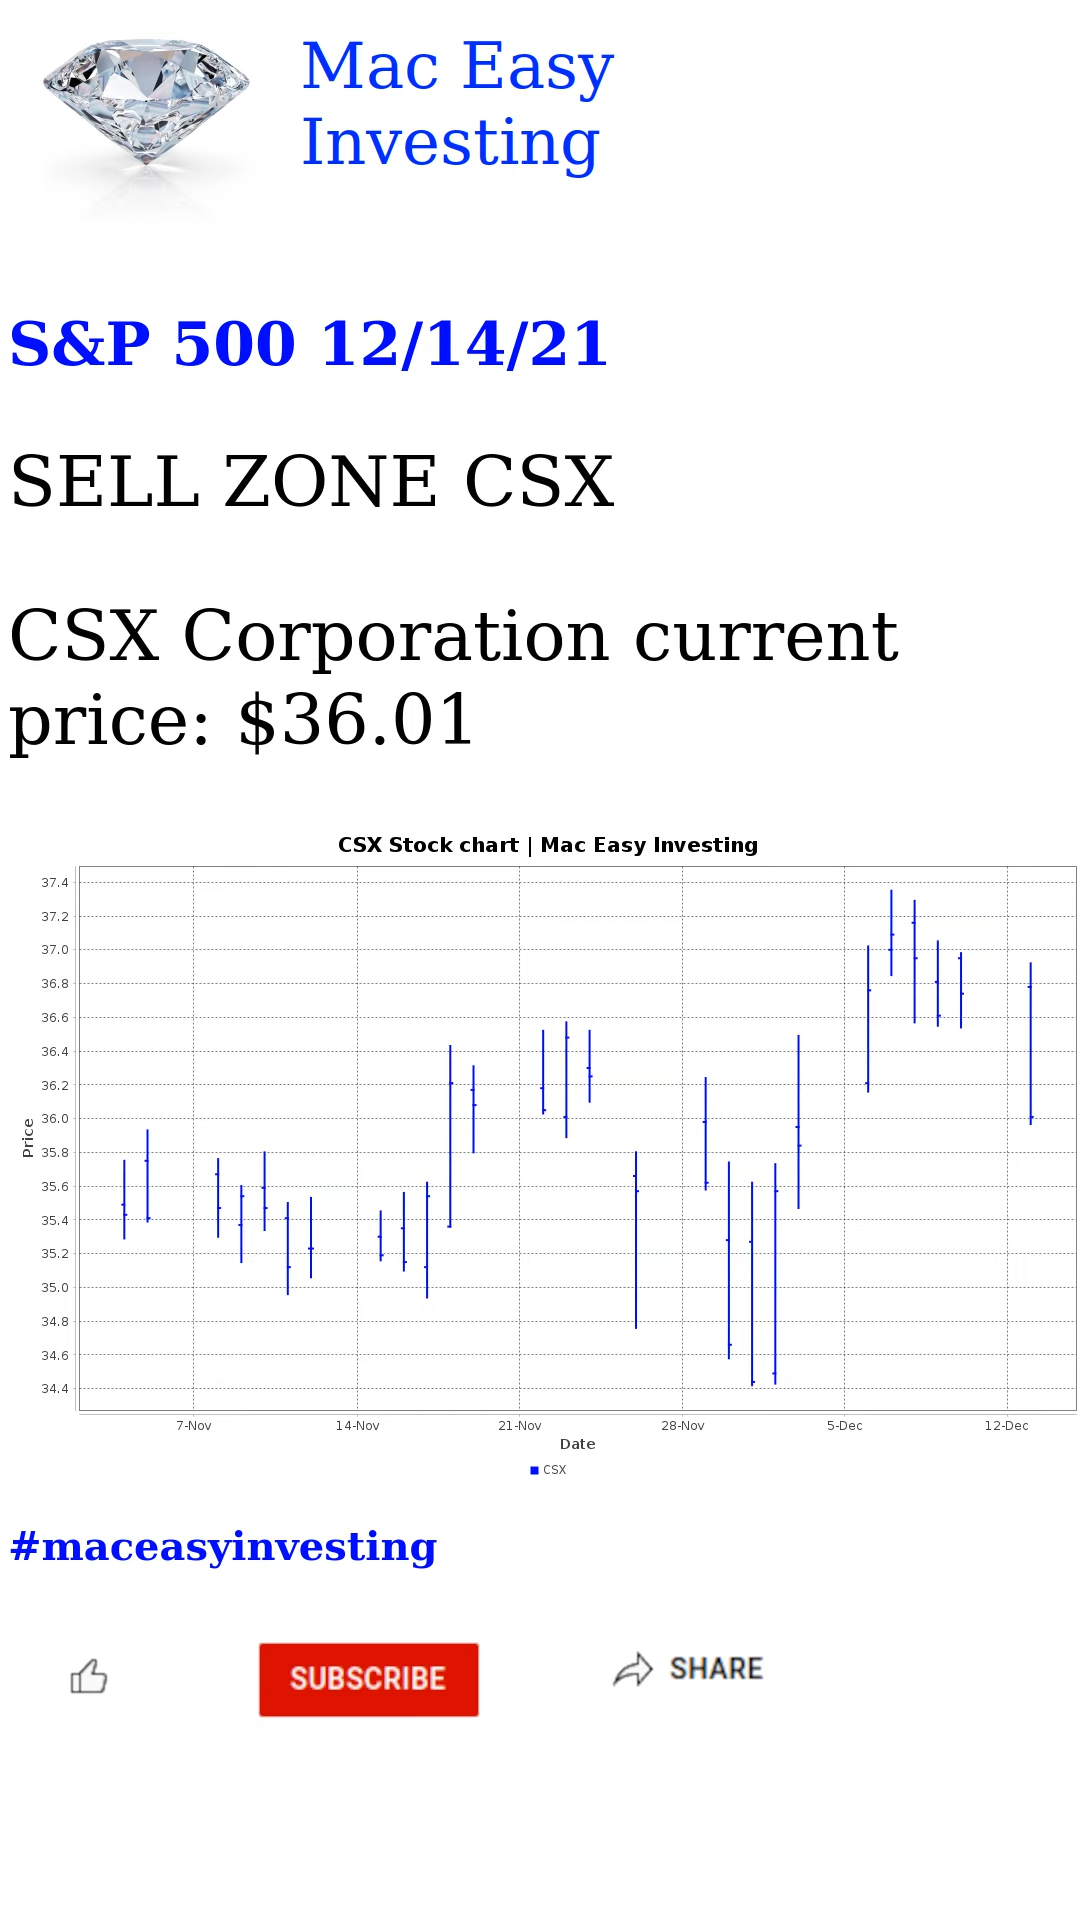 Mac Easy
Investing
S&P 500 12/14/21
SELL ZONE CSX
CSX Corporation current
price: $36.01
CSX Stock chart | Mac Easy Investing
37.4
37.2
37.0
36.8
36.6
36.4
36.2
36.0
35.8
35.6
35.4
35.2
35.0
34.8
34.6
34.4
Price
7-Nov 14-Nov 21-Nov 28-Nov 5-Dec 12-Dec
Date
CSX
#maceasyinvesting
SUBSCRIBE SHARE